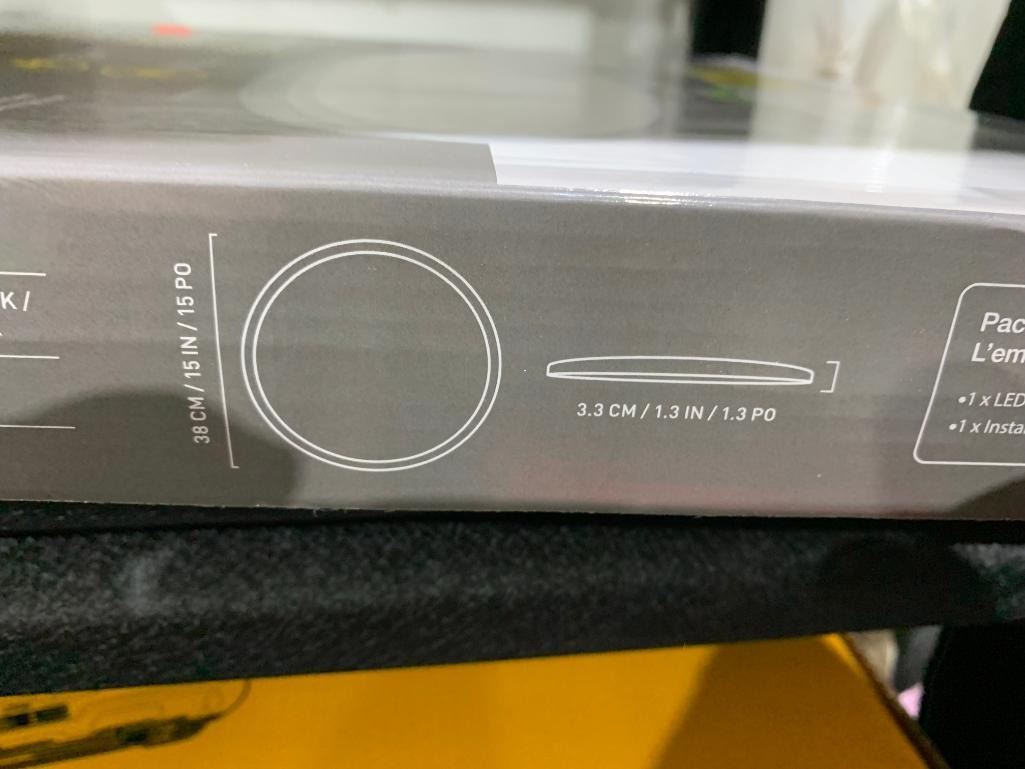 K /
38 CM / 15 IN / 15 PO
3.3 CM / 1.3 IN / 1.3 PO
Pac
L'em
•1 x LED
•1 x Insta